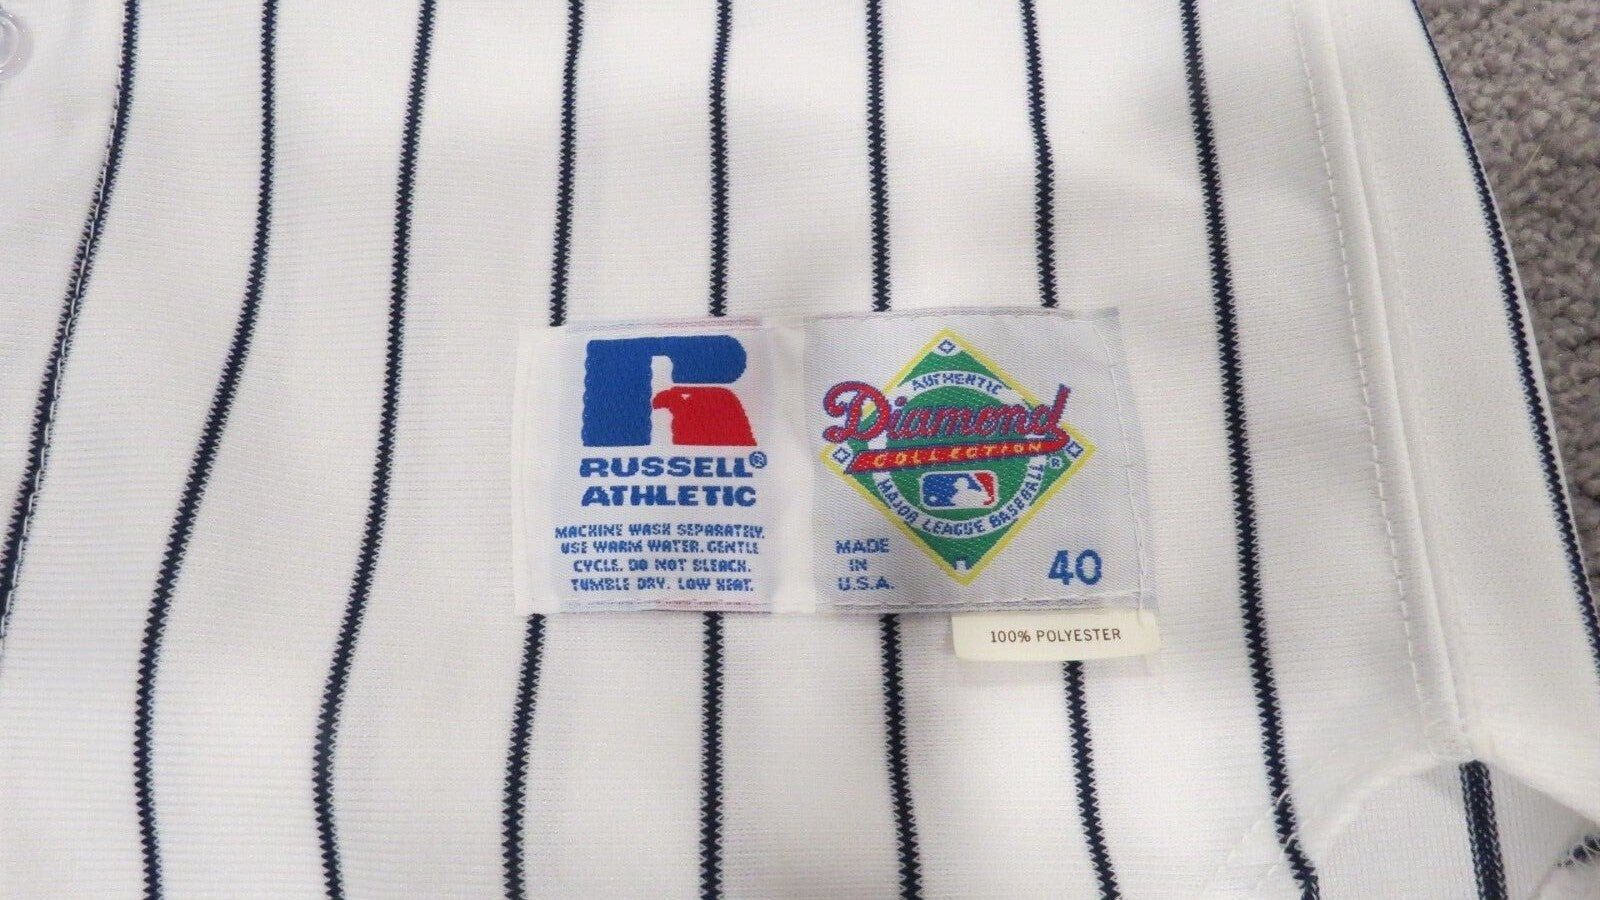 RUSSELL®
ATHLETIC
MACHINE WASH SEPARATELY.
USE WARM WATER. GENTLE
CYCLE. DO NOT BLEACH.
TUMBLE DRY. LOW HEAT.
AUTHENTIC
Diamond
COLLECTION
®
MAJOR LEAGUE BASEBALL
MADE
IN
U.S.A.
40
100% POLYESTER